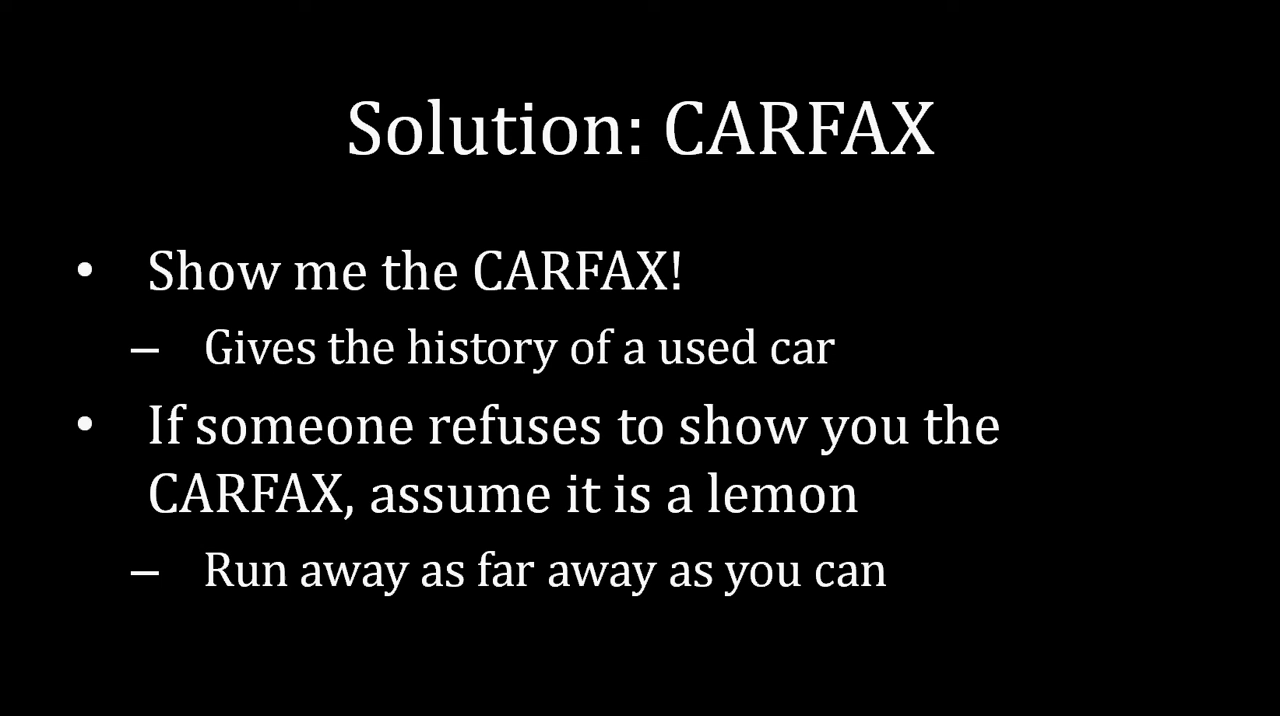 Solution: CARFAX
• Show me the CARFAX!
– Gives the history of a used car
• If someone refuses to show you the
CARFAX, assume it is a lemon
– Run away as far away as you can